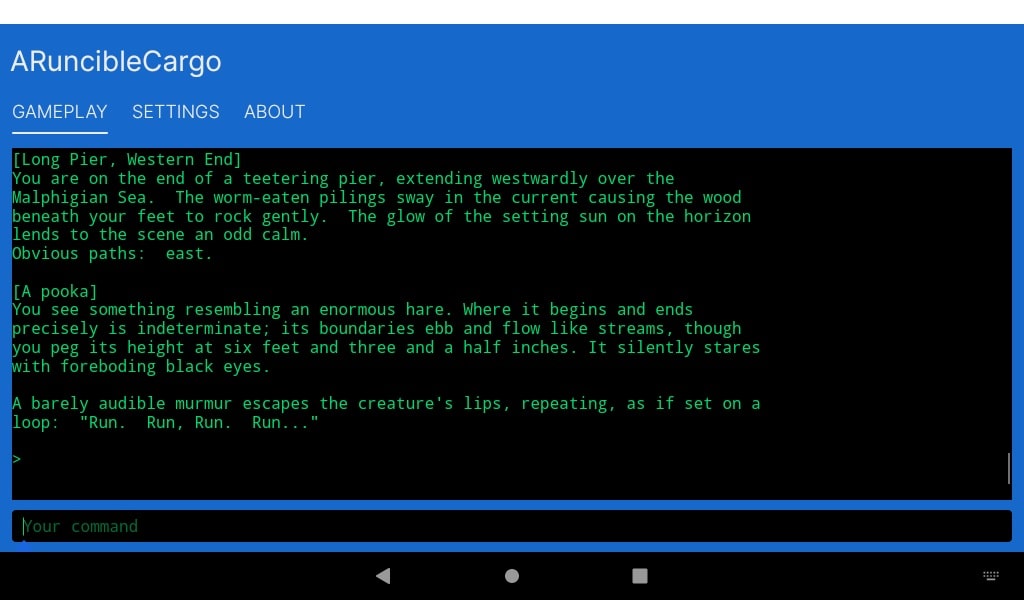 ARuncibleCargo
GAMEPLAY SETTINGS ABOUT
[Long Pier, Western End]
You are on the end of a teetering pier, extending westwardly over the
Malphigian Sea.  The worm-eaten pilings sway in the current causing the wood
beneath your feet to rock gently.  The glow of the setting sun on the horizon
lends to the scene an odd calm.
Obvious paths:  east.
[A pooka]
You see something resembling an enormous hare. Where it begins and ends
precisely is indeterminate; its boundaries ebb and flow like streams, though
you peg its height at six feet and three and a half inches. It silently stares
with foreboding black eyes.
A barely audible murmur escapes the creature's lips, repeating, as if set on a
loop:  "Run.  Run, Run.  Run..."
>
Your command